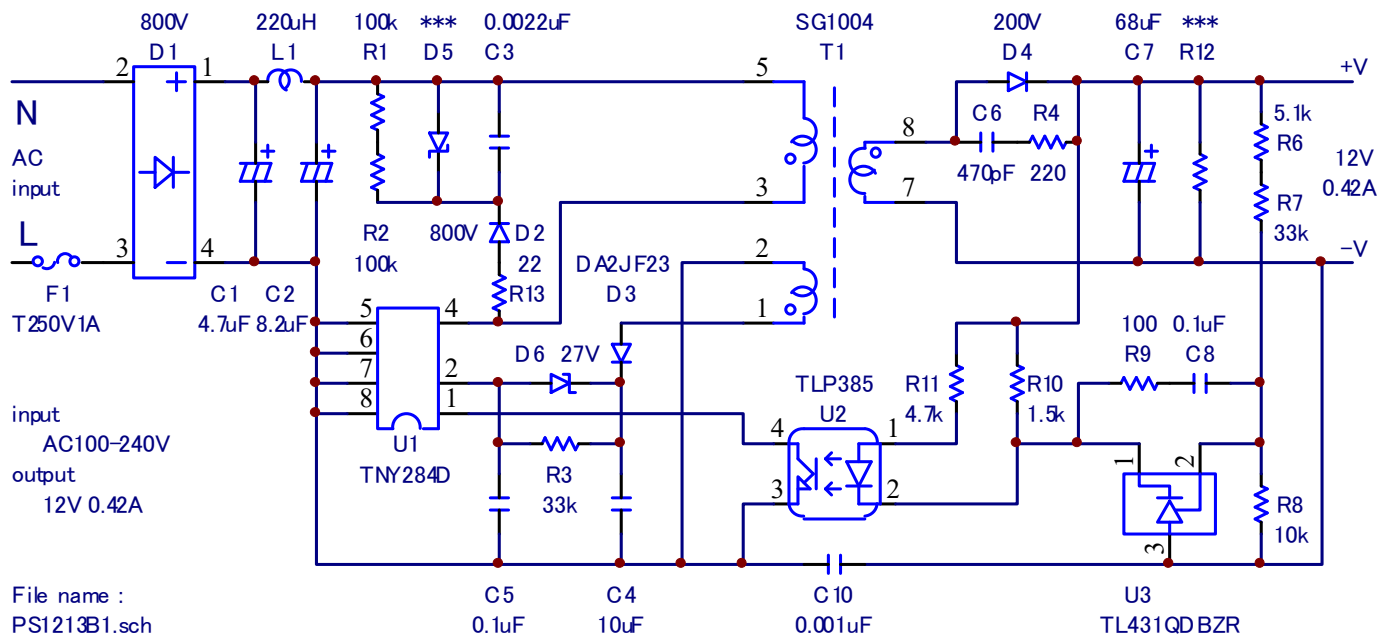 800V 220uH 100k *** 0.0022uF SG1004 200V 68uF ***
D1 L1 R1 D5 C3 T1 D4 C7 R12
2 1 5 +V
N 5.1k
C6 R4 8 R6
AC 12V
input 470pF 220 0.42A
3 7 R7
L R2 800V D2 33k
3 4 100k 22 DA2JF23 2 -V
F1 C1 C2 R13 D3
T250V1A 4.7uF 8.2uF 5 4 1 100 0.1uF
6 D6 27V R9 C8
7 2 TLP385 R11 R10
8 1 U2 4.7k 1.5k
input U1 4 1
AC100-240V TNY284D R3 1 2
output 33k 3 2 R8
12V 0.42A 3 10k
File name : C5 C4 C10 U3
PS1213B1.sch 0.1uF 10uF 0.001uF TL431QDBZR